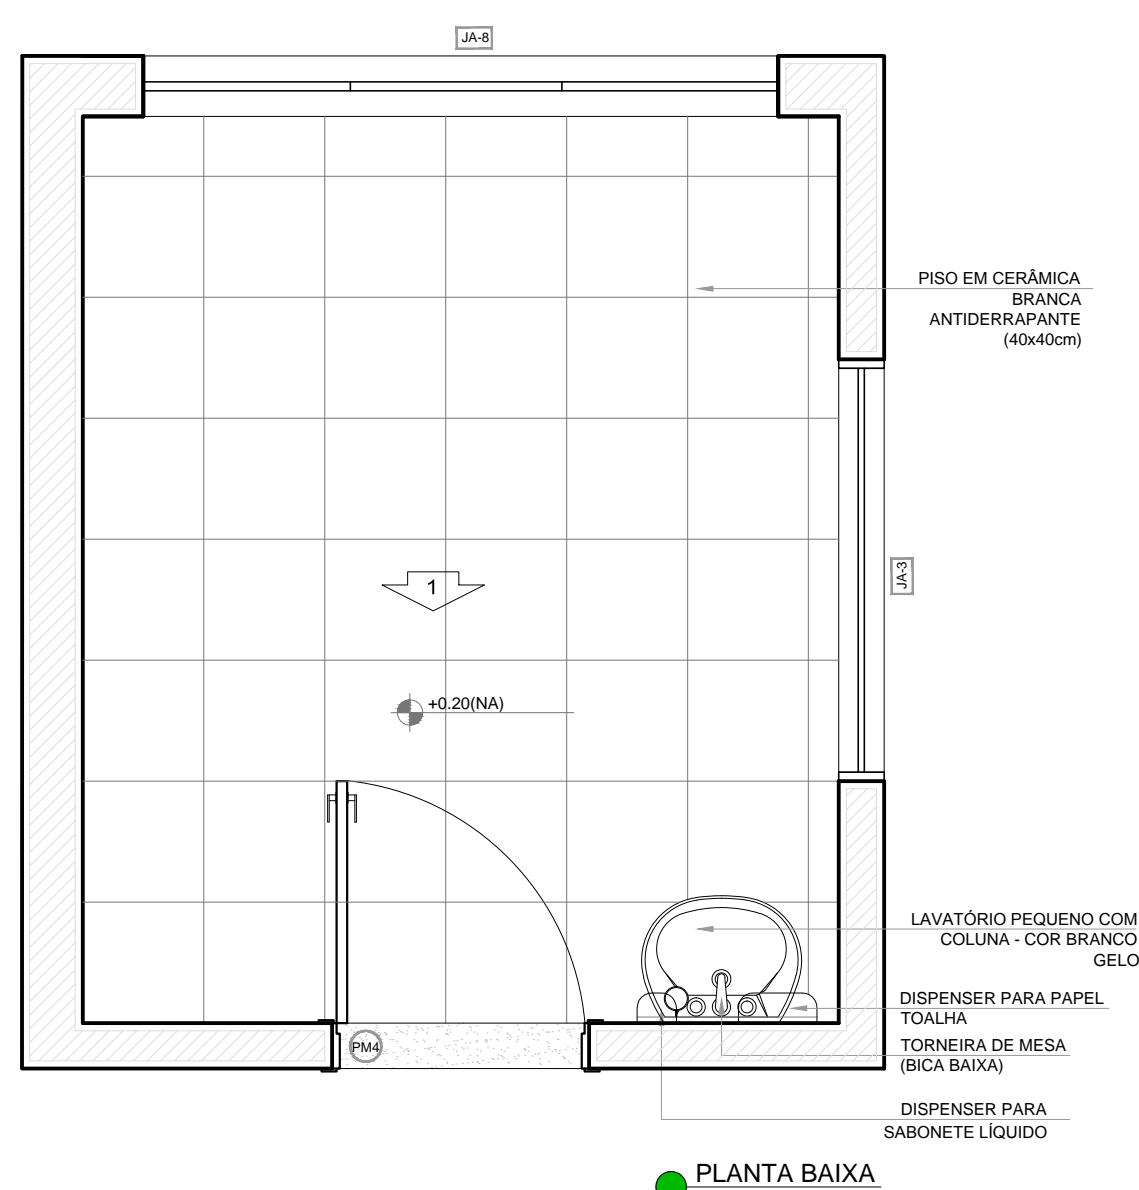 JA-8
PISO EM CERÂMICA
BRANCA
ANTIDERRAPANTE
(40x40cm)
JA-3
1
+0.20(NA)
LAVATÓRIO PEQUENO COM
COLUNA - COR BRANCO
GELO
DISPENSER PARA PAPEL
TOALHA
TORNEIRA DE MESA
(BICA BAIXA)
PM4
DISPENSER PARA
SABONETE LÍQUIDO
PLANTA BAIXA